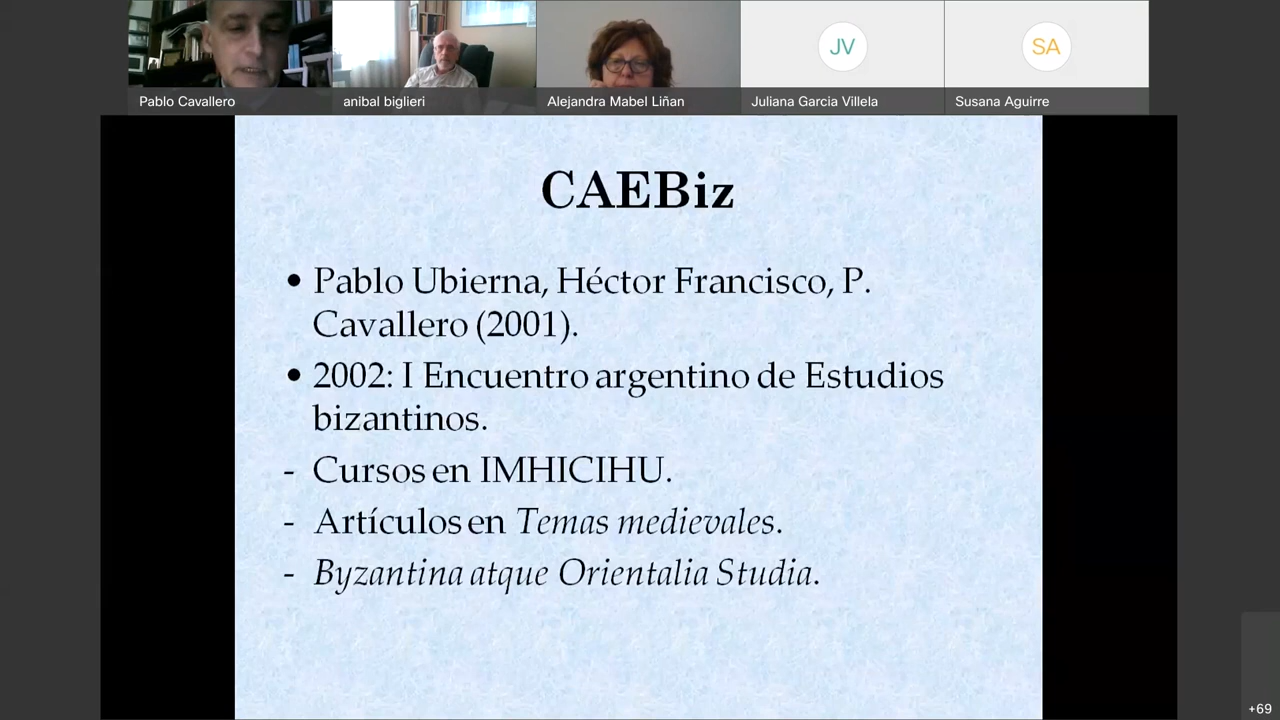 Pablo Cavallero
anibal biglieri
Alejandra Mabel Liñan
JV
Juliana Garcia Villela
SA
Susana Aguirre
CAEBiz
• Pablo Ubierna, Héctor Francisco, P.
Cavallero (2001).
• 2002: I Encuentro argentino de Estudios
bizantinos.
- Cursos en IMHICIHU.
- Artículos en Temas medievales.
- Byzantina atque Orientalia Studia.
+69